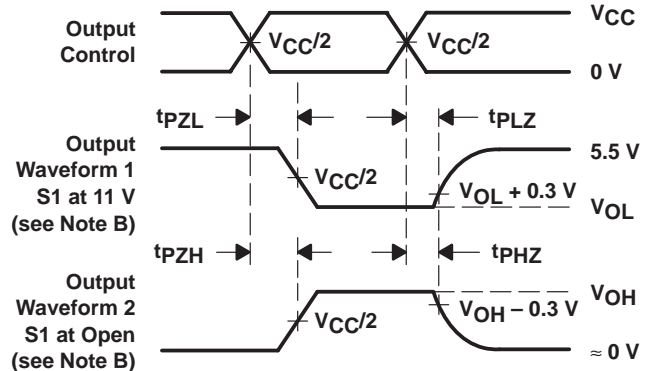 Output
Control
VCC/2
VCC/2
VCC
0 V
tPZL
tPLZ
Output
Waveform 1
S1 at 11 V
(see Note B)
VCC/2
VOL + 0.3 V
5.5 V
VOL
tPZH
tPHZ
Output
Waveform 2
S1 at Open
(see Note B)
VCC/2
VOH – 0.3 V
VOH
≈ 0 V